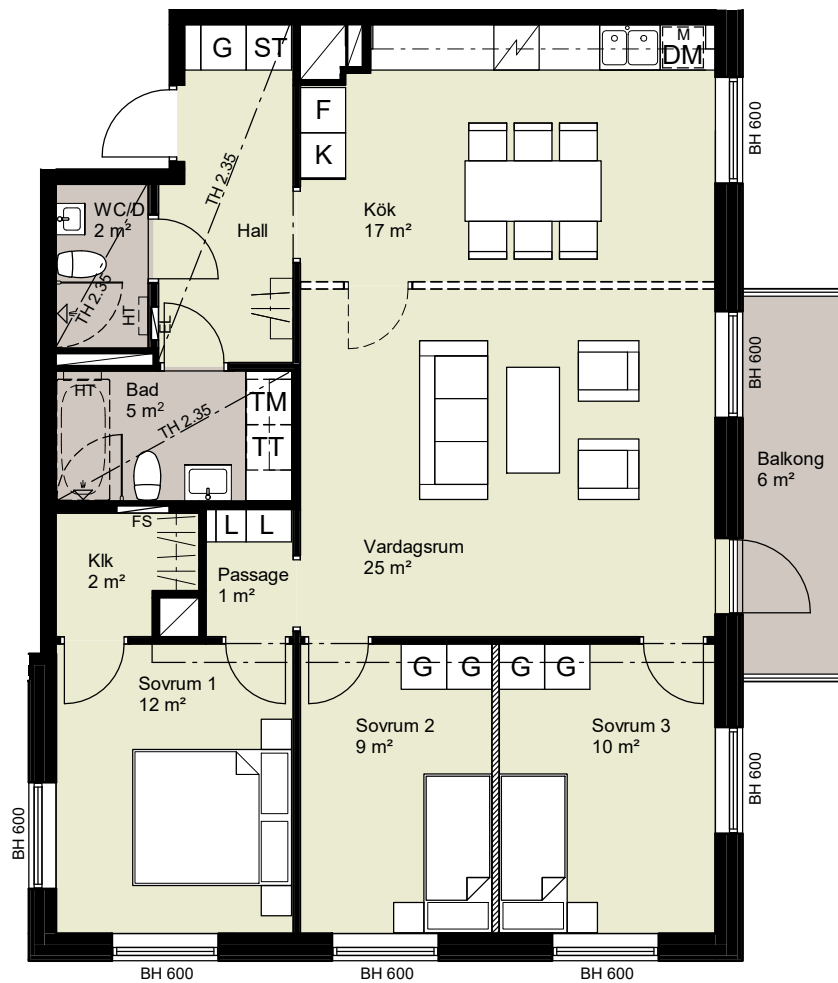 G ST
M
DM
F
K
BH 600
TH 2.35
WC/D
2 m²
Hall
Kök
17 m²
TH 2.35
HT
EL
BH 600
HT
Bad
5 m²
TH 2.35
TM
TT
Balkong
6 m²
FS
L L
Klk
2 m²
Passage
1 m²
Vardagsrum
25 m²
G G G G
Sovrum 1
12 m²
Sovrum 2
9 m²
Sovrum 3
10 m²
BH 600
BH 600
BH 600
BH 600
BH 600